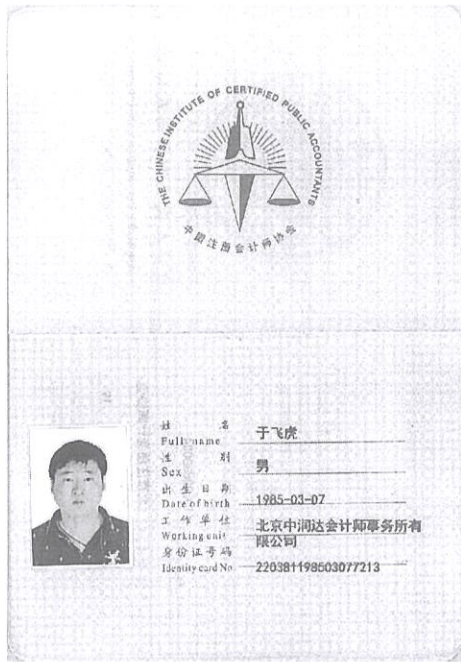 THE CHINESE INSTITUTE OF CERTIFIED PUBLIC ACCOUNTANTS
中国注册会计师协会
姓 名
Full name
于飞虎
性 别
Sex
男
出 生 日 期
Date of birth
1985-03-07
工 作 单 位
Working unit
北京中润达会计师事务所有
限公司
身份证号码
Identity card No
220381198503077213